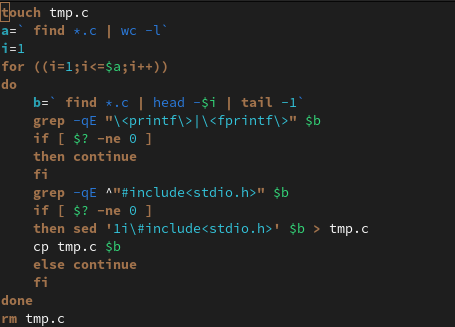 touch tmp.c
a=` find *.c | wc -l`
i=1
for ((i=1;i<=$a;i++))
do
b=` find *.c | head -$i | tail -1`
grep -qE "\<printf\>|\<fprintf\>" $b
if [ $? -ne 0 ]
then continue
fi
grep -qE ^"#include<stdio.h>" $b
if [ $? -ne 0 ]
then sed '1i\#include<stdio.h>' $b > tmp.c
cp tmp.c $b
else continue
fi
done
rm tmp.c